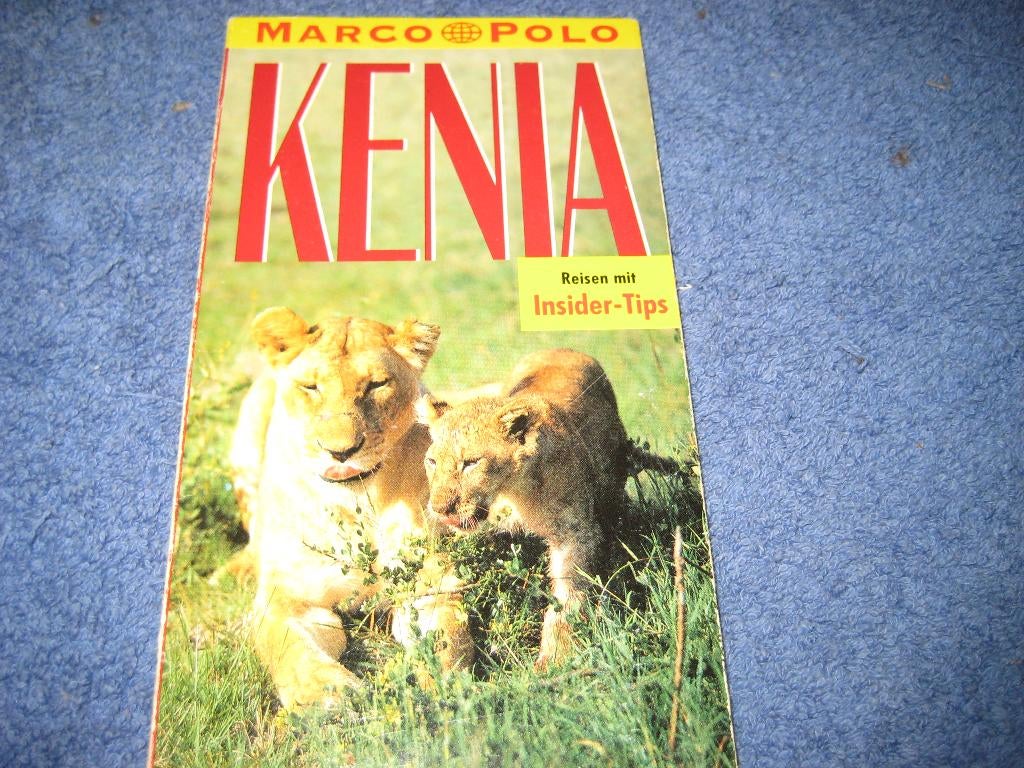 MARCO POLO
KENIA
Reisen mit
Insider-Tips